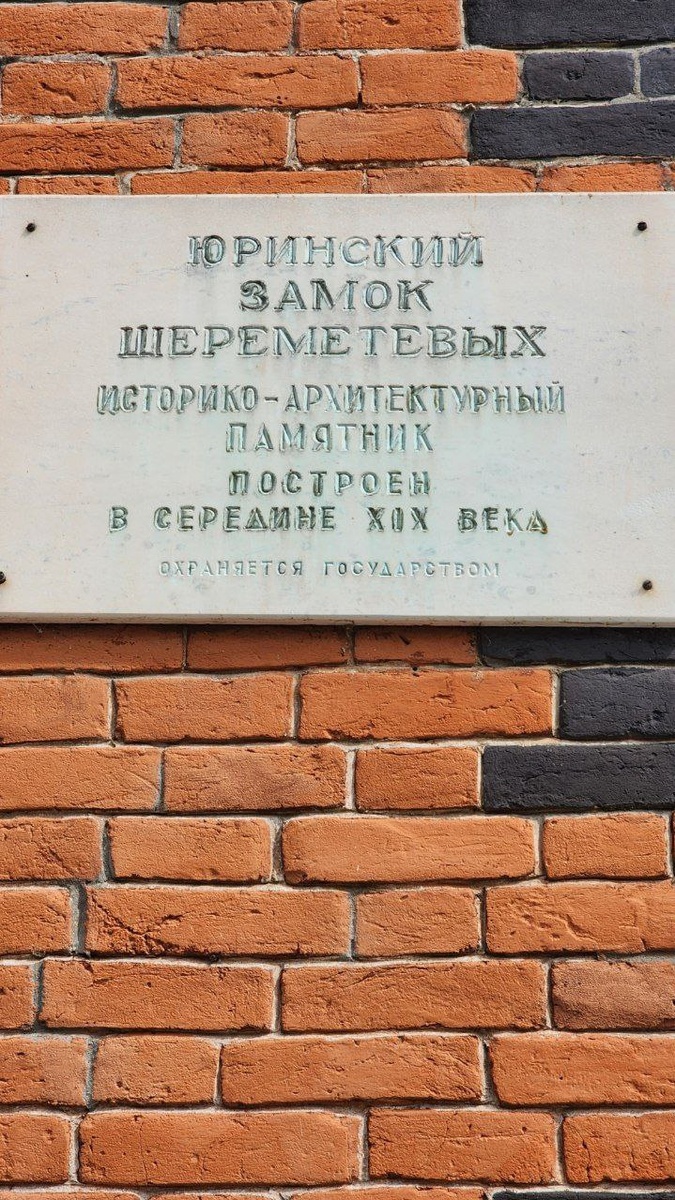 ЮРИНСКИЙ
ЗАМОК
ШЕРЕМЕТЕВЫХ
ИСТОРИКО-АРХИТЕКТУРНЫЙ
ПАМЯТНИК
ПОСТРОЕН
В СЕРЕДИНЕ XIX ВЕКА
ОХРАНЯЕТСЯ ГОСУДАРСТВОМ